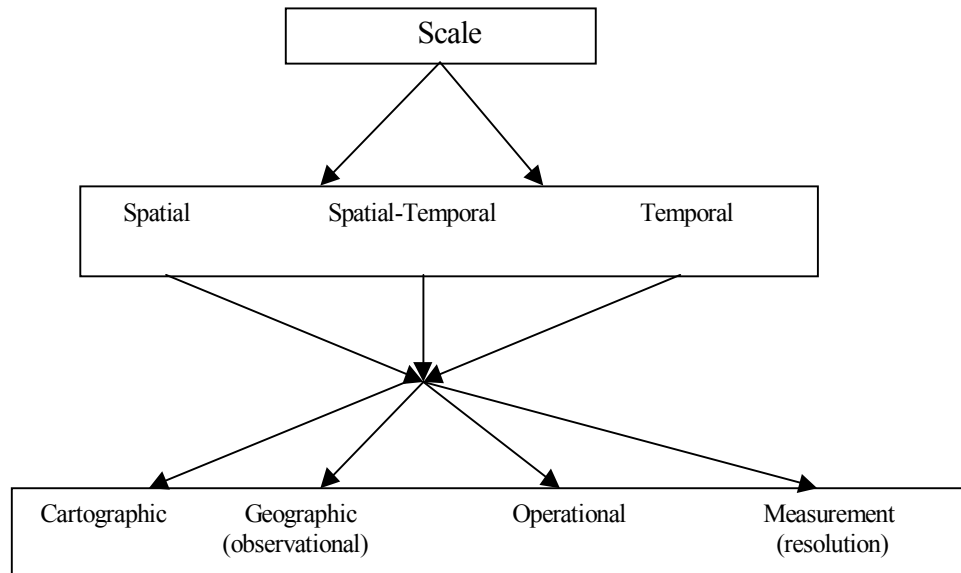 Scale
Spatial Spatial-Temporal Temporal
Cartographic Geographic Operational Measurement
(observational) (resolution)